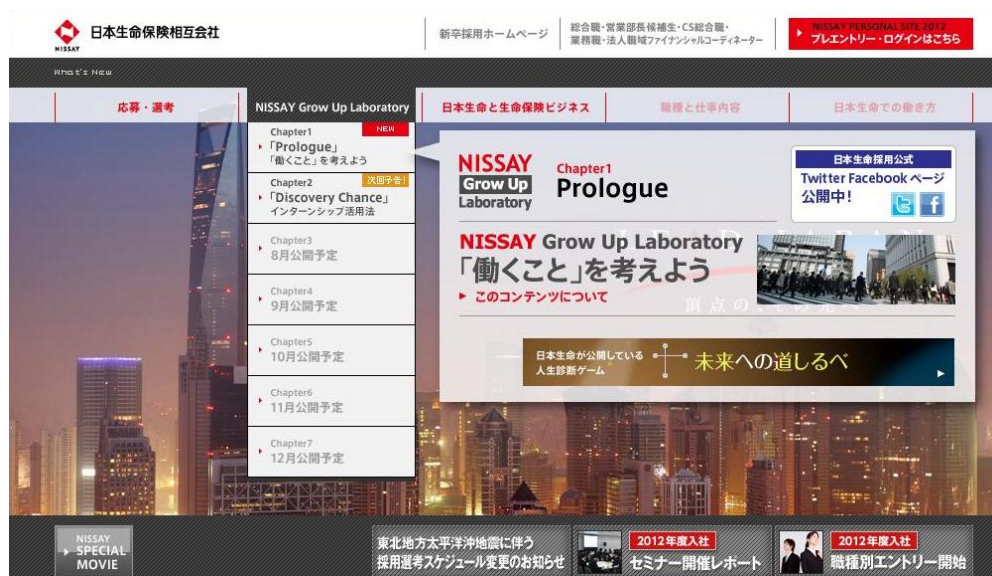 NISSAY
日本生命保険相互会社
新卒採用ホームページ
総合職・営業部長候補生・CS総合職・
業務職・法人職域ファイナンシャルコーディネーター
NISSAY PERSONAL SITE 2012
プレエントリー・ログインはこちら
What's New
応募・選考
NISSAY Grow Up Laboratory
日本生命と生命保険ビジネス
職種と仕事内容
日本生命での働き方
Chapter1
NEW
「Prologue」
「働くこと」を考えよう
Chapter2
次回予告!
「Discovery Chance」
インターンシップ活用法
Chapter3
8月公開予定
Chapter4
9月公開予定
Chapter5
10月公開予定
Chapter6
11月公開予定
Chapter7
12月公開予定
NISSAY
Grow Up
Laboratory
Chapter1
Prologue
日本生命採用公式
Twitter Facebook ページ
公開中!
NISSAY Grow Up Laboratory
「働くこと」を考えよう
このコンテンツについて
日本生命が公開している
人生診断ゲーム
未来への道しるべ
NISSAY
SPECIAL
MOVIE
東北地方太平洋沖地震に伴う
採用選考スケジュール変更のお知らせ
2012年度入社
セミナー開催レポート
2012年度入社
職種別エントリー開始